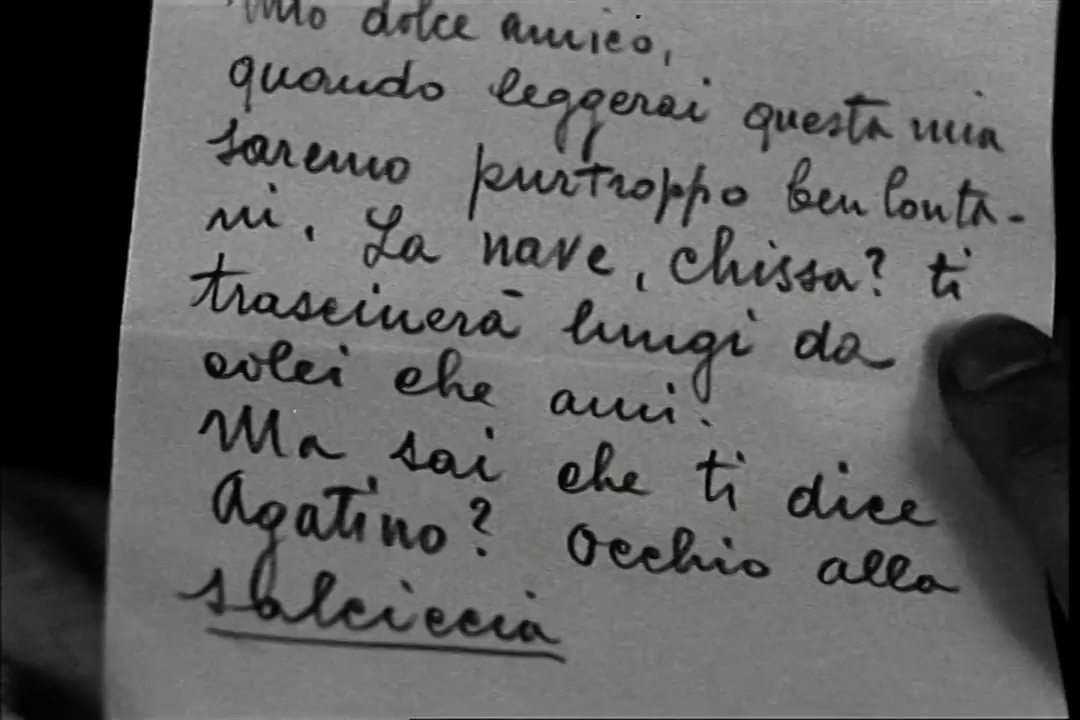 Mio dolce amico,
quando leggerai questa mia
saremo purtroppo ben lonta-
ni. La nave, chissa? ti
trascinerà lungi da
colei che ami.
Ma sai che ti dice
Agatino? Occhio alla
salciccia